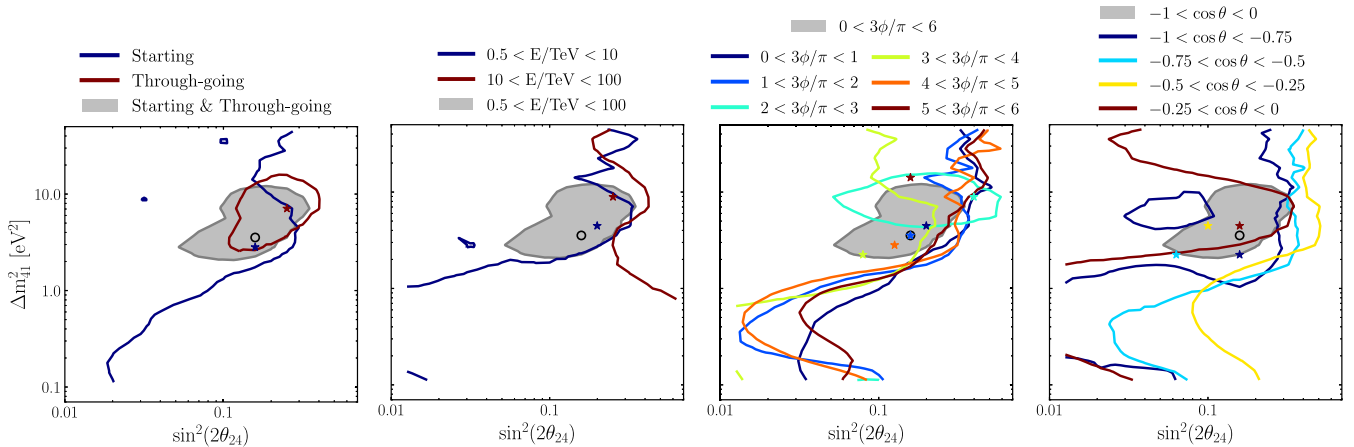 Starting
Through-going
Starting & Through-going
0.5 < E/TeV < 10
10 < E/TeV < 100
0.5 < E/TeV < 100
0 < 3ϕ/π < 6
0 < 3ϕ/π < 1
1 < 3ϕ/π < 2
2 < 3ϕ/π < 3
3 < 3ϕ/π < 4
4 < 3ϕ/π < 5
5 < 3ϕ/π < 6
−1 < cos θ < 0
−1 < cos θ < −0.75
−0.75 < cos θ < −0.5
−0.5 < cos θ < −0.25
−0.25 < cos θ < 0
Δm²₄₁ [eV²]
10.0
1.0
0.1
0.01 0.1
sin²(2θ₂₄)
0.01 0.1
sin²(2θ₂₄)
0.01 0.1
sin²(2θ₂₄)
0.01 0.1
sin²(2θ₂₄)